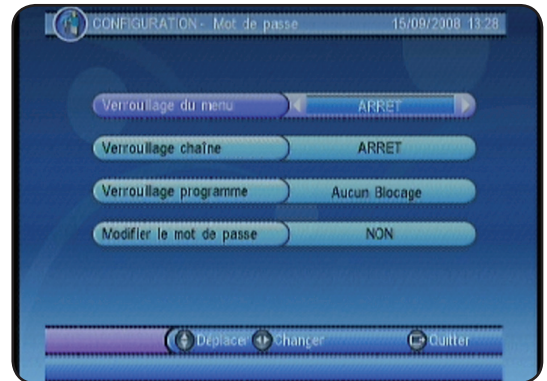 CONFIGURATION - Mot de passe 15/09/2008 13:28
Verrouillage du menu ARRET
Verrouillage chaîne ARRET
Verrouillage programme Aucun Blocage
Modifier le mot de passe NON
Déplacer Changer Quitter